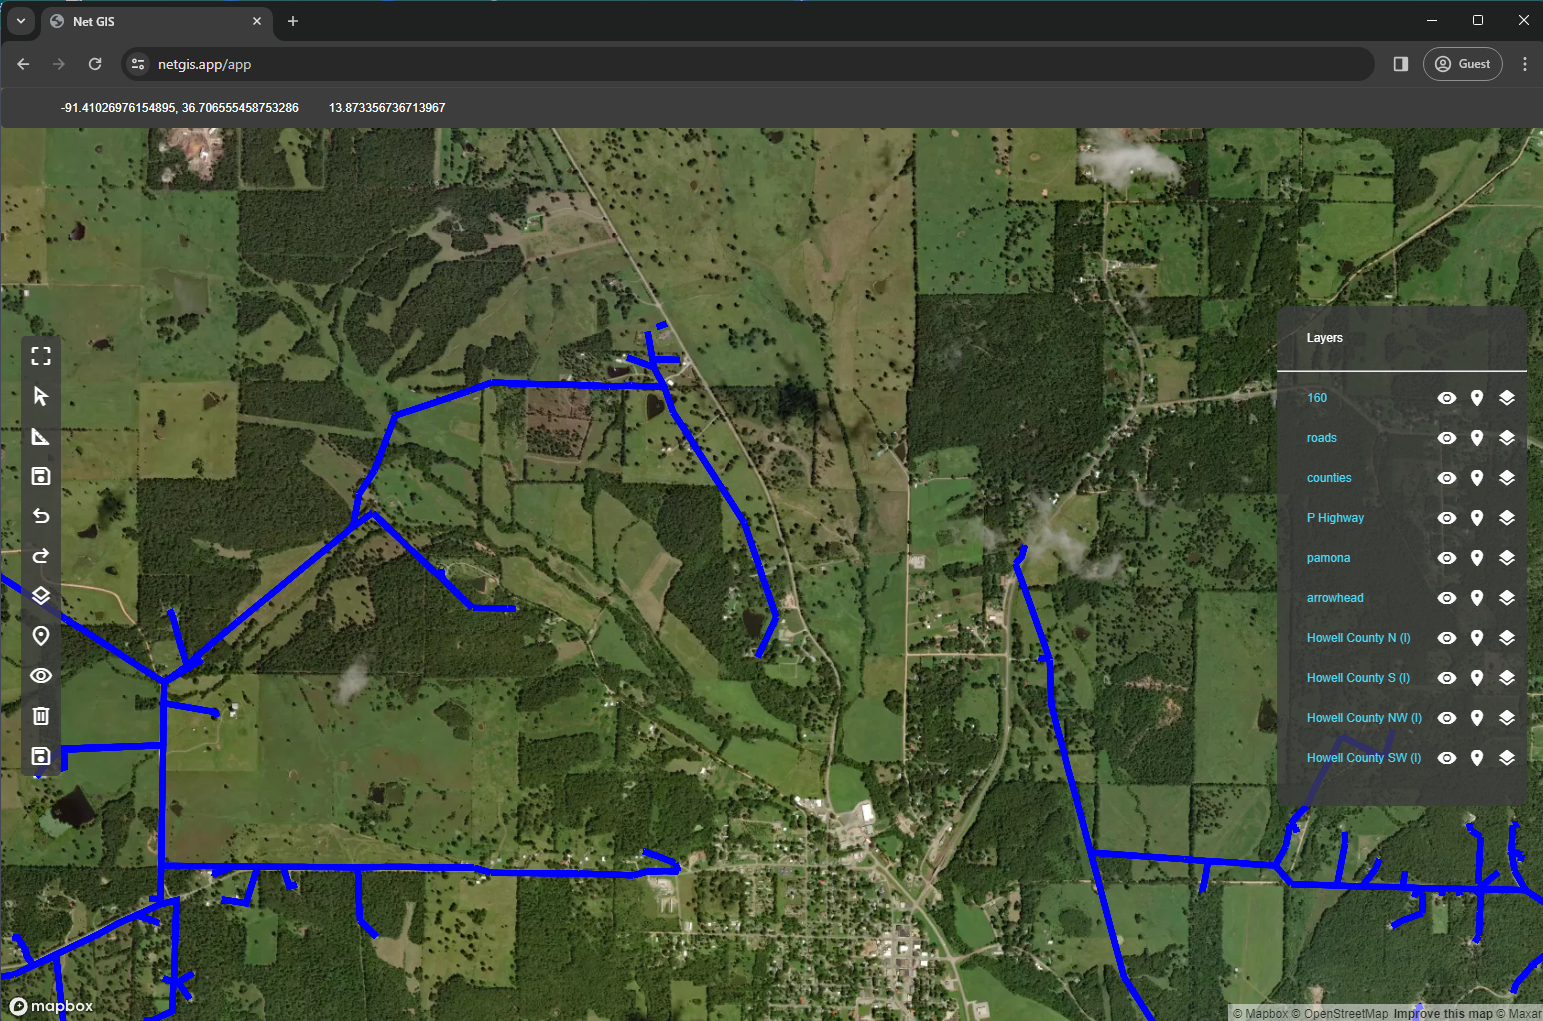 Net GIS
netgis.app/app
Guest
-91.41026976154895, 36.706555458753286 13.873356736713967
Layers
160
roads
counties
P Highway
pamona
arrowhead
Howell County N (I)
Howell County S (I)
Howell County NW (I)
Howell County SW (I)
mapbox
© Mapbox © OpenStreetMap Improve this map © Maxar